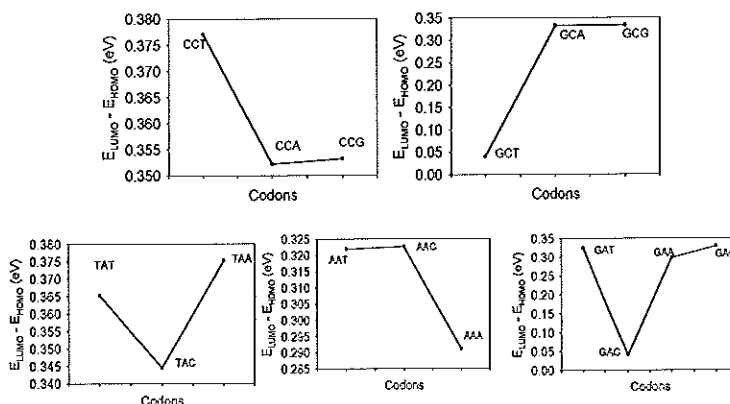 E_LUMO - E_HOMO (eV)
0.380
0.375
0.370
0.365
0.360
0.355
0.350
CCT
CCA
CCG
Codons
E_LUMO - E_HOMO (eV)
0.35
0.30
0.25
0.20
0.15
0.10
0.05
0.00
GCT
GCA
GCG
Codons
E_LUMO - E_HOMO (eV)
0.380
0.375
0.370
0.365
0.360
0.355
0.350
0.345
0.340
TAT
TAC
TAA
Codons
E_LUMO - E_HOMO (eV)
0.325
0.320
0.315
0.310
0.305
0.300
0.295
0.290
0.285
AAT
AAC
AAA
Codons
E_LUMO - E_HOMO (eV)
0.35
0.30
0.25
0.20
0.15
0.10
0.05
0.00
GAT
GAC
GAA
Codons